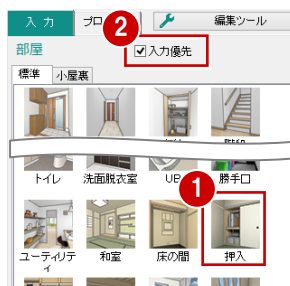 入 力
プロ
編集ツール
2
部屋
入力優先
標準
小屋裏
トイレ
洗面脱衣室
UB
勝手口
1
ユーティリテ
ィ
和室
床の間
押入